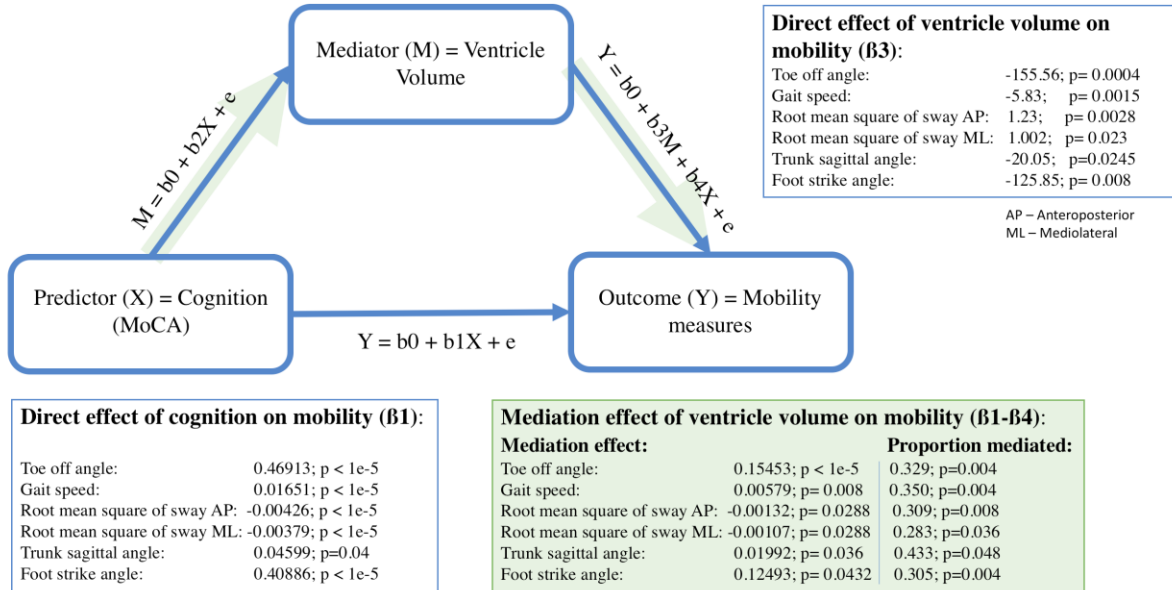 Mediator (M) = Ventricle
Volume
M = b0 + b2X + e
Y = b0 + b3M + b4X + e
Direct effect of ventricle volume on
mobility (ß3):
Toe off angle: -155.56; p= 0.0004
Gait speed: -5.83; p= 0.0015
Root mean square of sway AP: 1.23; p= 0.0028
Root mean square of sway ML: 1.002; p= 0.023
Trunk sagittal angle: -20.05; p=0.0245
Foot strike angle: -125.85; p= 0.008
AP – Anteroposterior
ML – Mediolateral
Predictor (X) = Cognition
(MoCA)
Y = b0 + b1X + e
Outcome (Y) = Mobility
measures
Direct effect of cognition on mobility (ß1):
Toe off angle: 0.46913; p < 1e-5
Gait speed: 0.01651; p < 1e-5
Root mean square of sway AP: -0.00426; p < 1e-5
Root mean square of sway ML: -0.00379; p < 1e-5
Trunk sagittal angle: 0.04599; p=0.04
Foot strike angle: 0.40886; p < 1e-5
Mediation effect of ventricle volume on mobility (ß1-ß4):
Mediation effect: Proportion mediated:
Toe off angle: 0.15453; p < 1e-5 0.329; p=0.004
Gait speed: 0.00579; p= 0.008 0.350; p=0.004
Root mean square of sway AP: -0.00132; p= 0.0288 0.309; p=0.008
Root mean square of sway ML: -0.00107; p= 0.0288 0.283; p=0.036
Trunk sagittal angle: 0.01992; p= 0.036 0.433; p=0.048
Foot strike angle: 0.12493; p= 0.0432 0.305; p=0.004